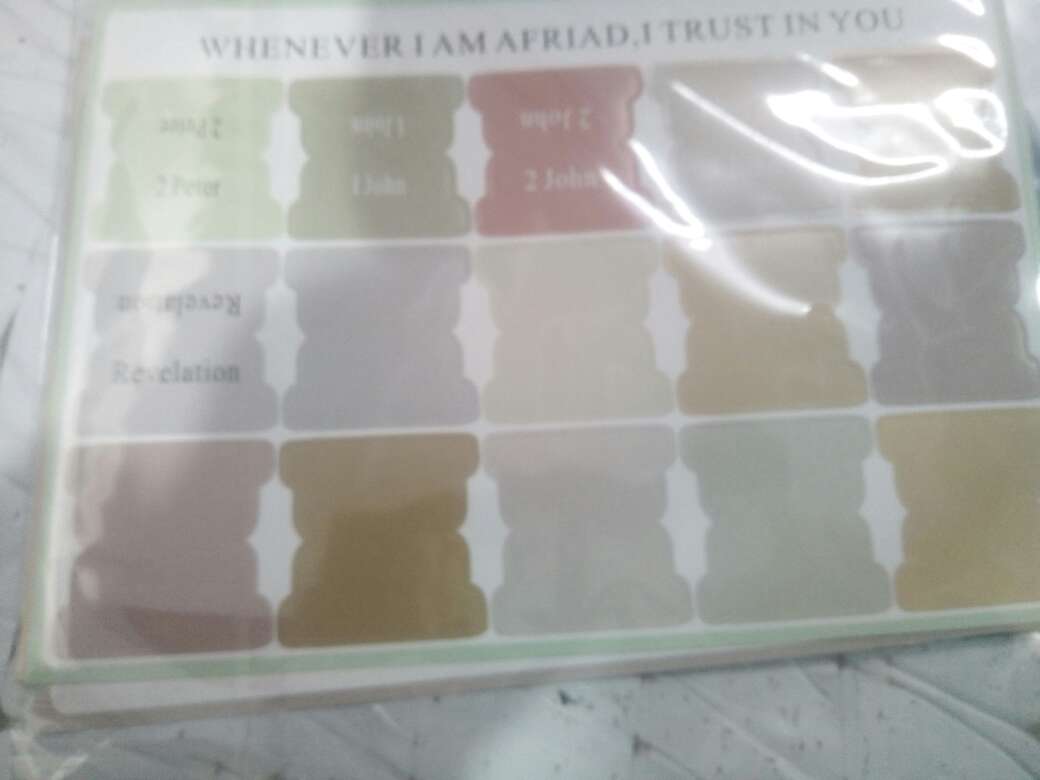 WHENEVER I AM AFRIAD,I TRUST IN YOU
2 Peter
1 John
2 John
2 Peter
1 John
2 John
Revelation
Revelation